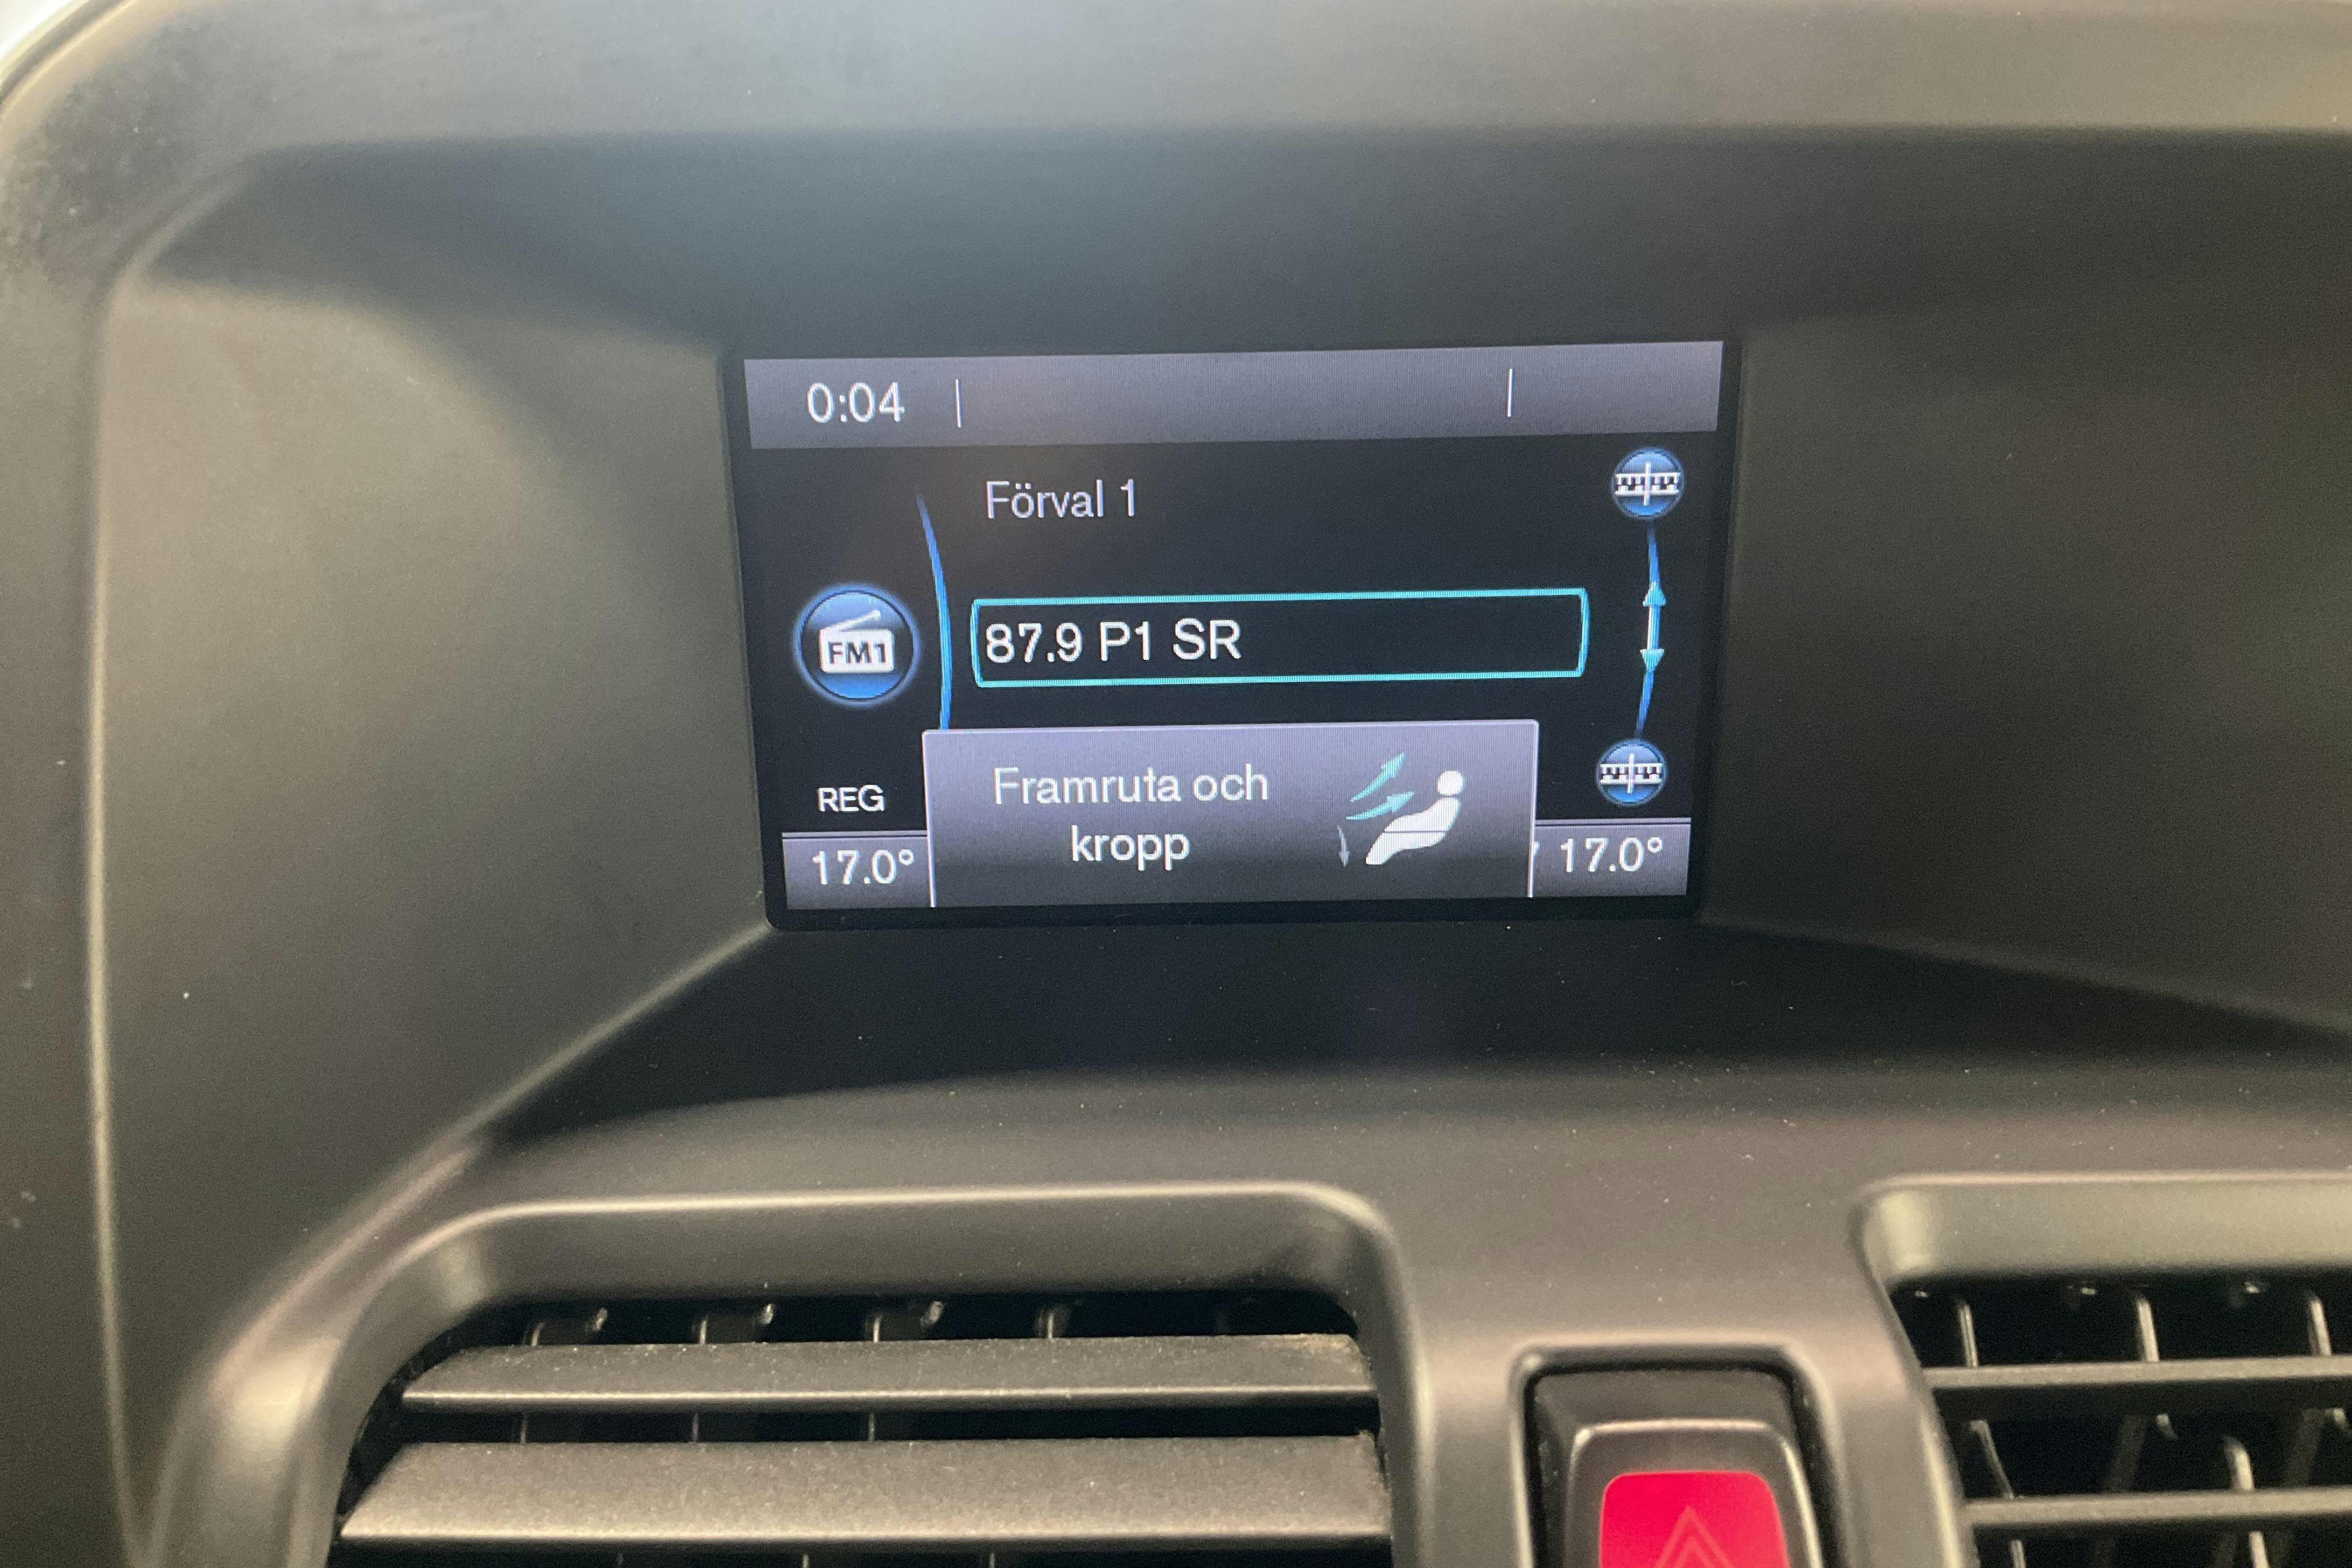 0:04
Förval 1
FM1
87.9 P1 SR
REG
Framruta och
kropp
17.0°
17.0°